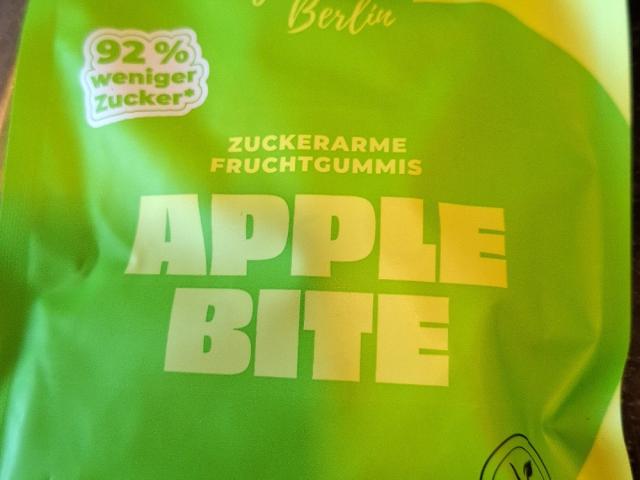 Berlin
92 %
weniger
Zucker*
ZUCKERARME
FRUCHTGUMMIS
APPLE
BITE